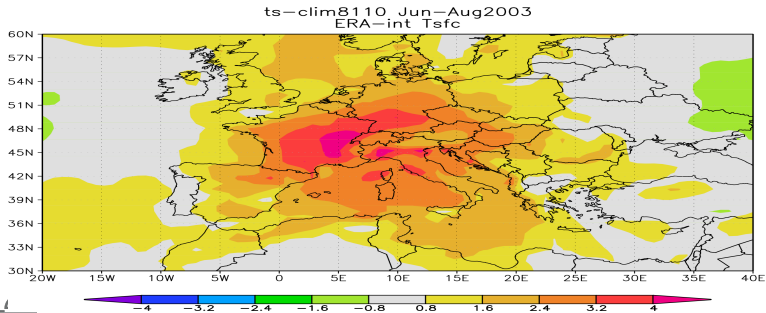 ts-clim8110 Jun-Aug2003
ERA-int Tsfc
60N
57N
54N
51N
48N
45N
42N
39N
36N
33N
30N
20W 15W 10W 5W 0 5E 10E 15E 20E 25E 30E 35E 40E
-4 -3.2 -2.4 -1.6 -0.8 0.8 1.6 2.4 3.2 4